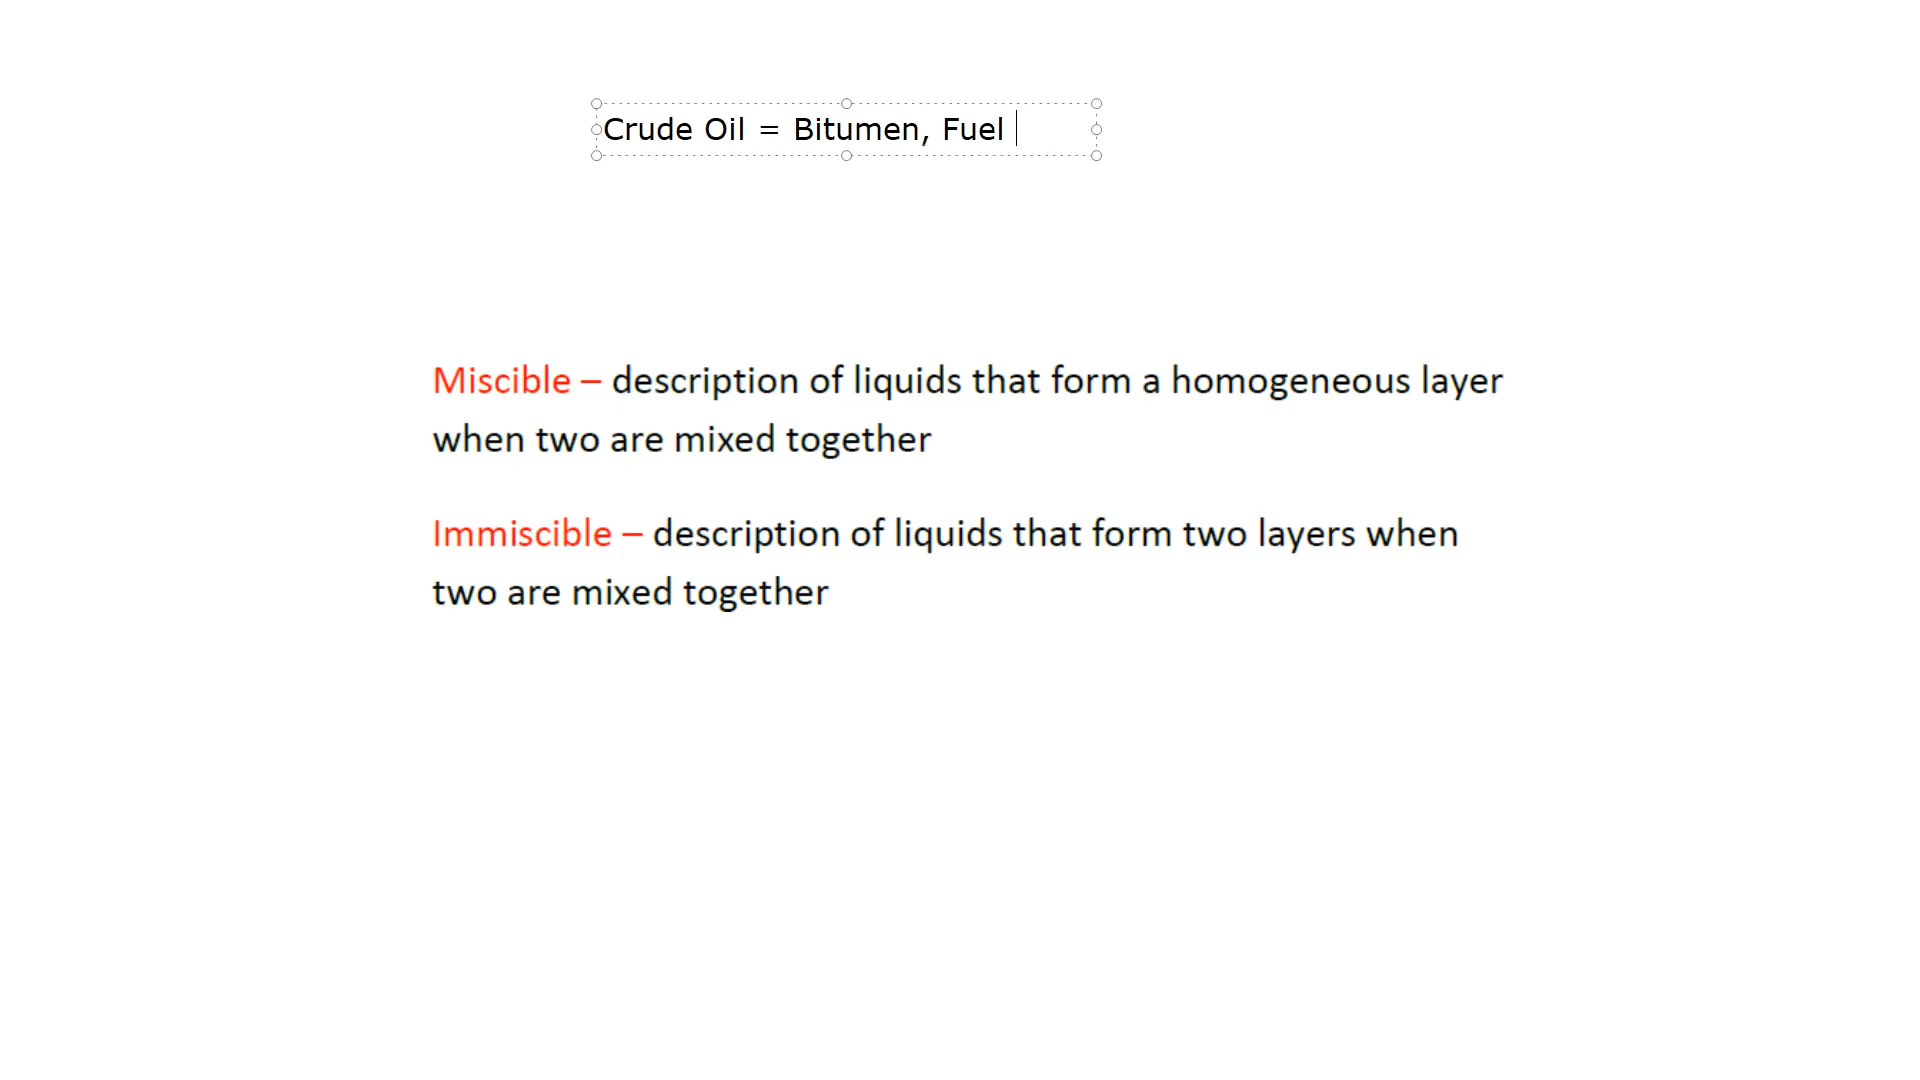 Crude Oil = Bitumen, Fuel
Miscible – description of liquids that form a homogeneous layer
when two are mixed together
Immiscible – description of liquids that form two layers when
two are mixed together